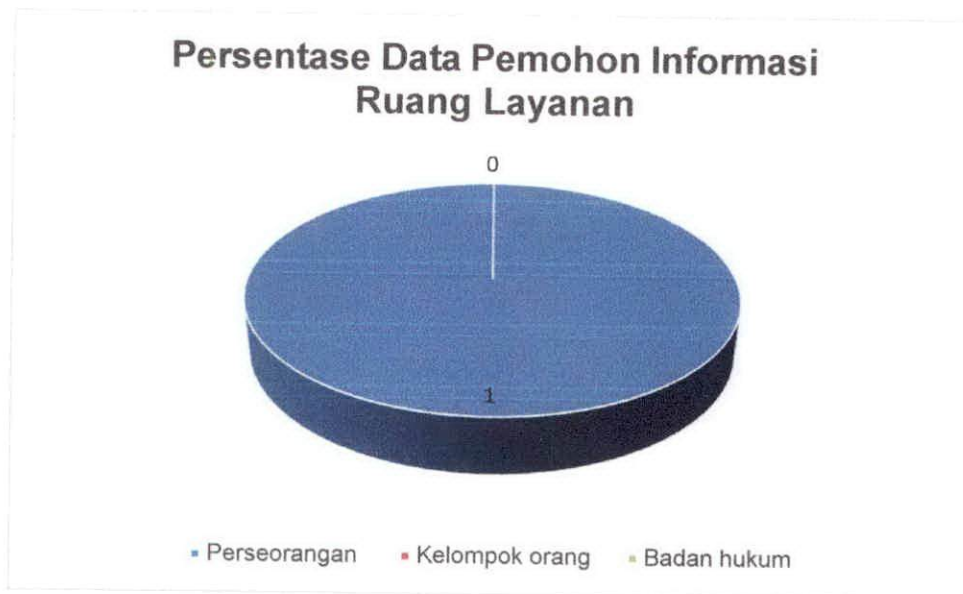 Persentase Data Pemohon Informasi
Ruang Layanan
0
1
Perseorangan Kelompok orang Badan hukum